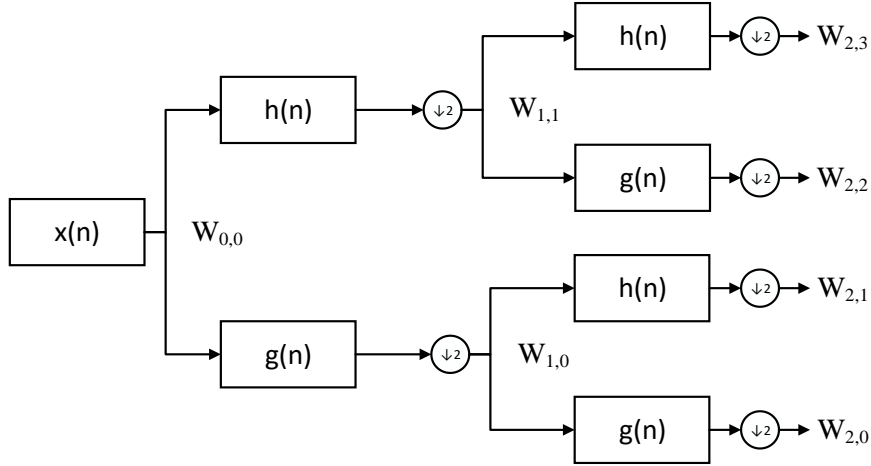 h(n)
↓2
W2,3
h(n)
↓2
W1,1
g(n)
↓2
W2,2
x(n)
W0,0
h(n)
↓2
W2,1
g(n)
↓2
W1,0
g(n)
↓2
W2,0